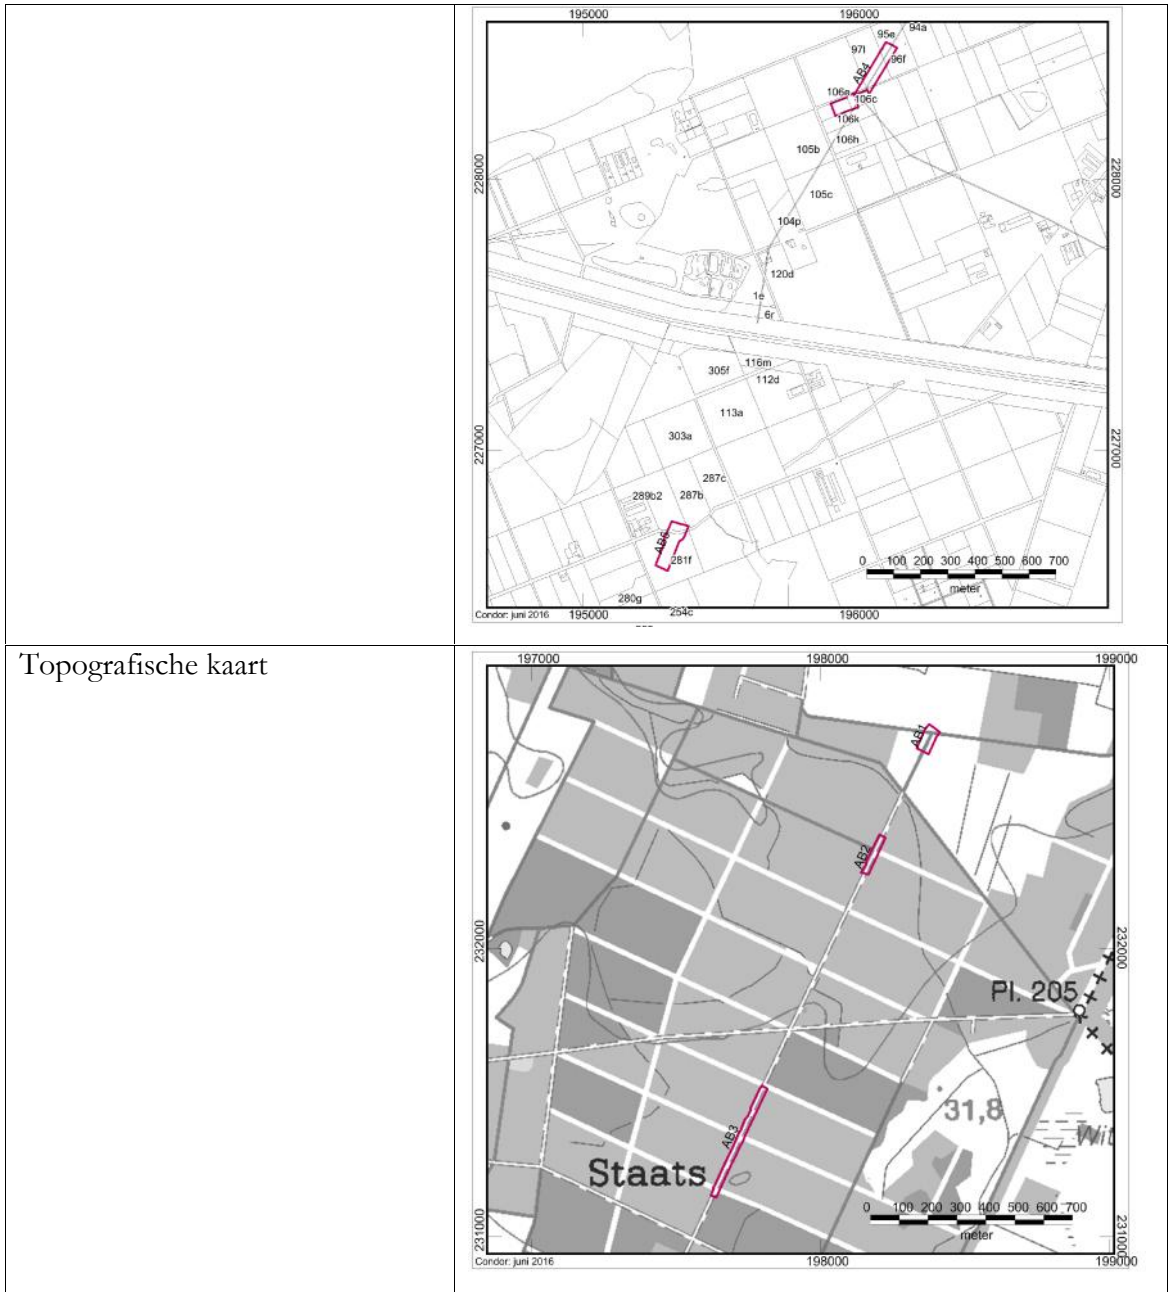 195000 196000
94a
95e
97l
96f
AB4
106e
106c
106k
106h
105b
228000 228000
105c
104p
120d
1e
6r
116m
305f
112d
113a
303a
227000 227000
287c
289b2 287b
AB5
281f
0 100 200 300 400 500 600 700
meter
280g
254c
Condor: juni 2016 195000 196000
Topografische kaart
197000 198000 199000
AB1
AB2
232000 232000
Pl. 205
31,8
AB3
Wit
Staats
0 100 200 300 400 500 600 700
meter
231000 231000
Condor: juni 2016 198000 199000